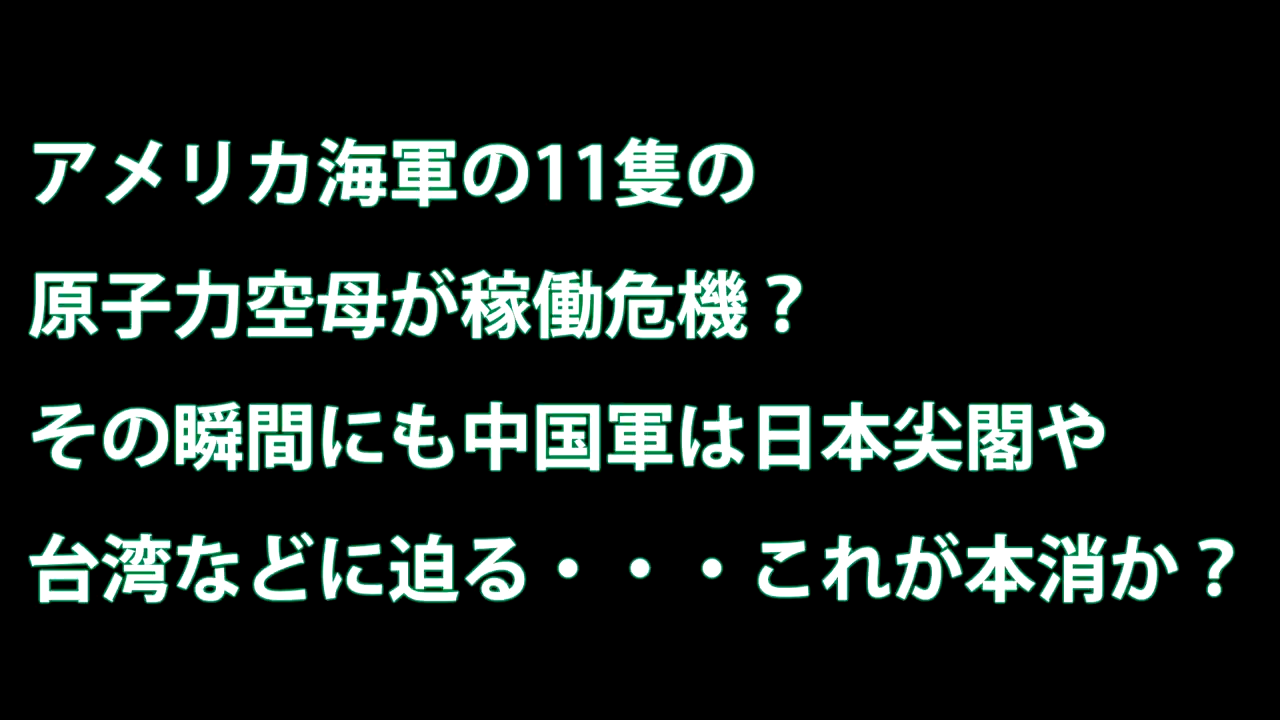 アメリカ海軍の11隻の
原子力空母が稼働危機？
その瞬間にも中国軍は日本尖閣や
台湾などに迫る・・・これが本消か？